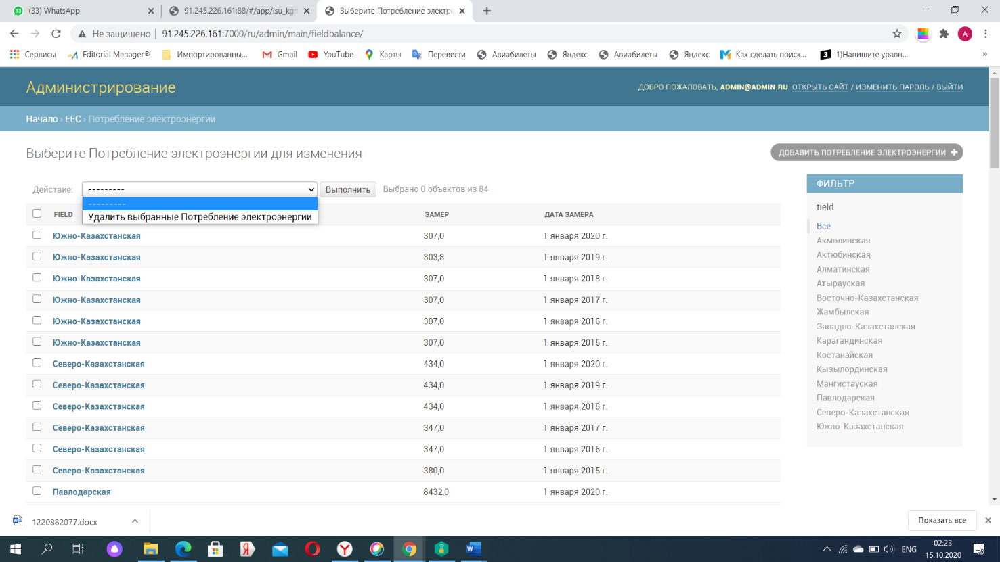 (33) WhatsApp
91.245.226.161:88/#/app/isu_kgm
Выберите Потребление электро
Не защищено | 91.245.226.161:7000/ru/admin/main/fieldbalance/
A
Сервисы
Editorial Manager®
Импортированны...
Gmail
YouTube
Карты
Перевести
Авиабилеты
Яндекс
Авиабилеты
Яндекс
Как сделать поиск...
1)Напишите уравн...
»
Администрирование
ДОБРО ПОЖАЛОВАТЬ, ADMIN@ADMIN.RU. ОТКРЫТЬ САЙТ / ИЗМЕНИТЬ ПАРОЛЬ / ВЫЙТИ
Начало › ЕЕС › Потребление электроэнергии
Выберите Потребление электроэнергии для изменения
ДОБАВИТЬ ПОТРЕБЛЕНИЕ ЭЛЕКТРОЭНЕРГИИ +
Действие: --------- Выполнить Выбрано 0 объектов из 84
---------
Удалить выбранные Потребление электроэнергии
FIELD ЗАМЕР ДАТА ЗАМЕРА
Южно-Казахстанская 307,0 1 января 2020 г.
Южно-Казахстанская 303,8 1 января 2019 г.
Южно-Казахстанская 307,0 1 января 2018 г.
Южно-Казахстанская 307,0 1 января 2017 г.
Южно-Казахстанская 307,0 1 января 2016 г.
Южно-Казахстанская 307,0 1 января 2015 г.
Северо-Казахстанская 434,0 1 января 2020 г.
Северо-Казахстанская 434,0 1 января 2019 г.
Северо-Казахстанская 434,0 1 января 2018 г.
Северо-Казахстанская 347,0 1 января 2017 г.
Северо-Казахстанская 347,0 1 января 2016 г.
Северо-Казахстанская 380,0 1 января 2015 г.
Павлодарская 8432,0 1 января 2020 г.
ФИЛЬТР
field
Все
Акмолинская
Актюбинская
Алматинская
Атырауская
Восточно-Казахстанская
Жамбылская
Западно-Казахстанская
Карагандинская
Костанайская
Кызылординская
Мангистауская
Павлодарская
Северо-Казахстанская
Южно-Казахстанская
1220882077.docx
Показать все
ENG
02:23
15.10.2020